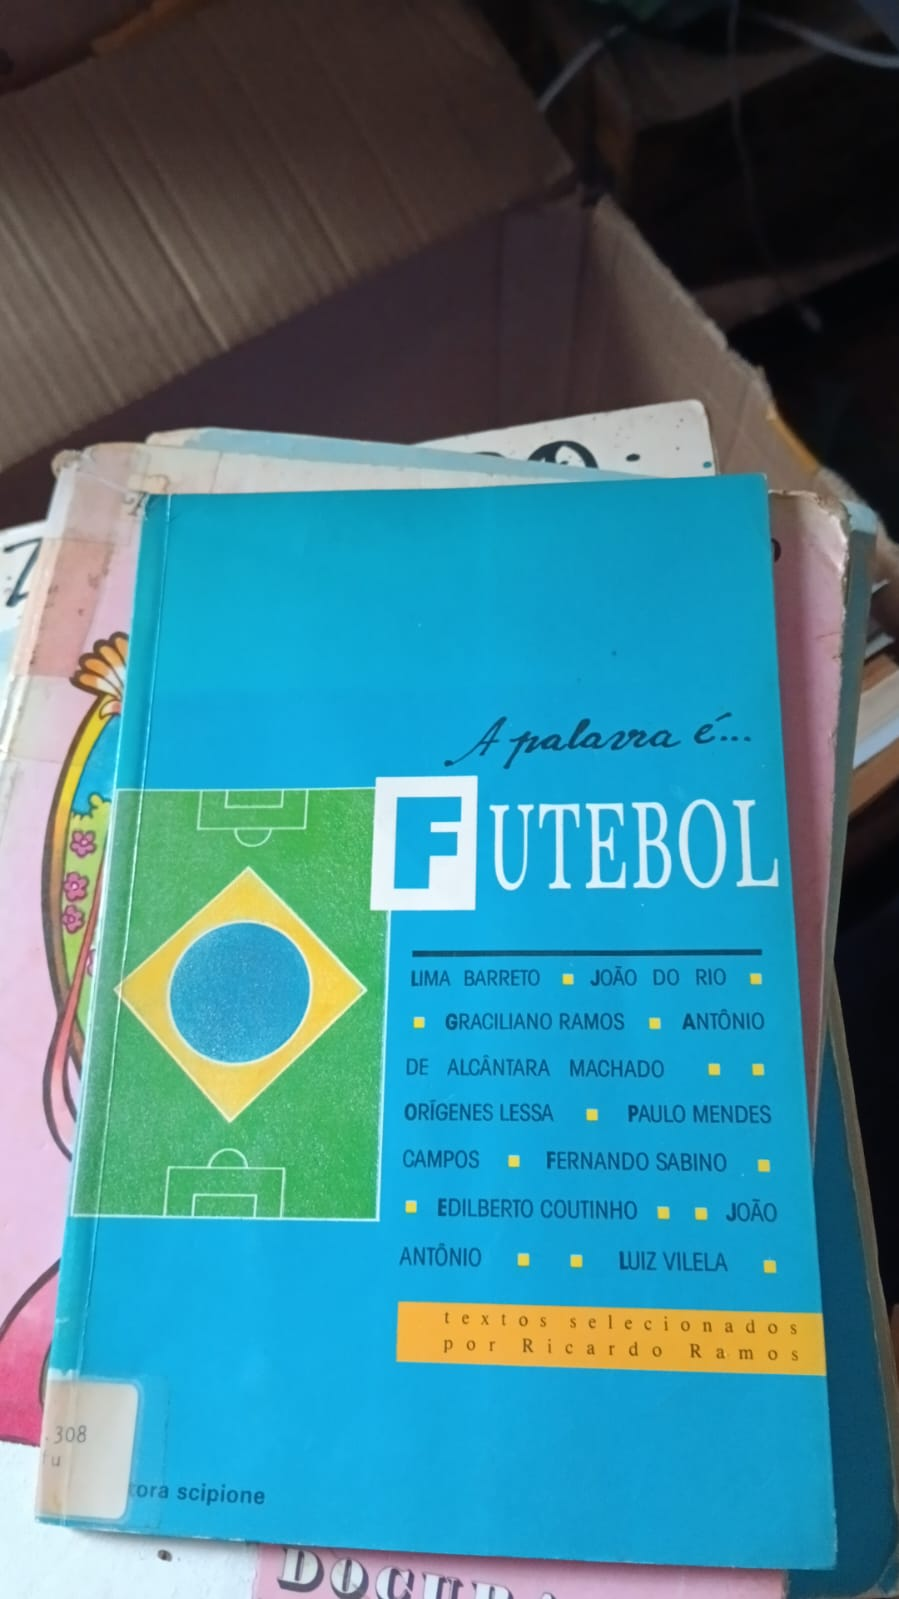 A palavra é...
FUTEBOL
LIMA BARRETO ■ JOÃO DO RIO ■
■ GRACILIANO RAMOS ■ ANTÔNIO
DE ALCÂNTARA MACHADO ■ ■
ORÍGENES LESSA ■ PAULO MENDES
CAMPOS ■ FERNANDO SABINO ■
■ EDILBERTO COUTINHO ■ ■ JOÃO
ANTÔNIO ■ ■ LUIZ VILELA ■
textos selecionados
por Ricardo Ramos
. 308
tora scipione